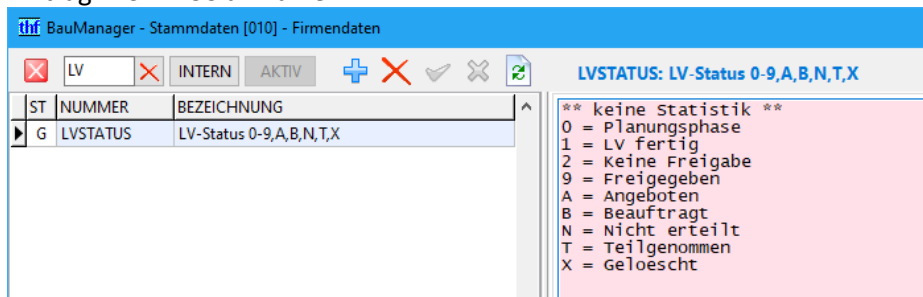 thf BauManager - Stammdaten [010] - Firmendaten
LV INTERN AKTIV
LVSTATUS: LV-Status 0-9,A,B,N,T,X
ST NUMMER BEZEICHNUNG
G LVSTATUS LV-Status 0-9,A,B,N,T,X
** keine Statistik **
0 = Planungsphase
1 = LV fertig
2 = Keine Freigabe
9 = Freigegeben
A = Angeboten
B = Beauftragt
N = Nicht erteilt
T = Teilgenommen
X = Geloescht